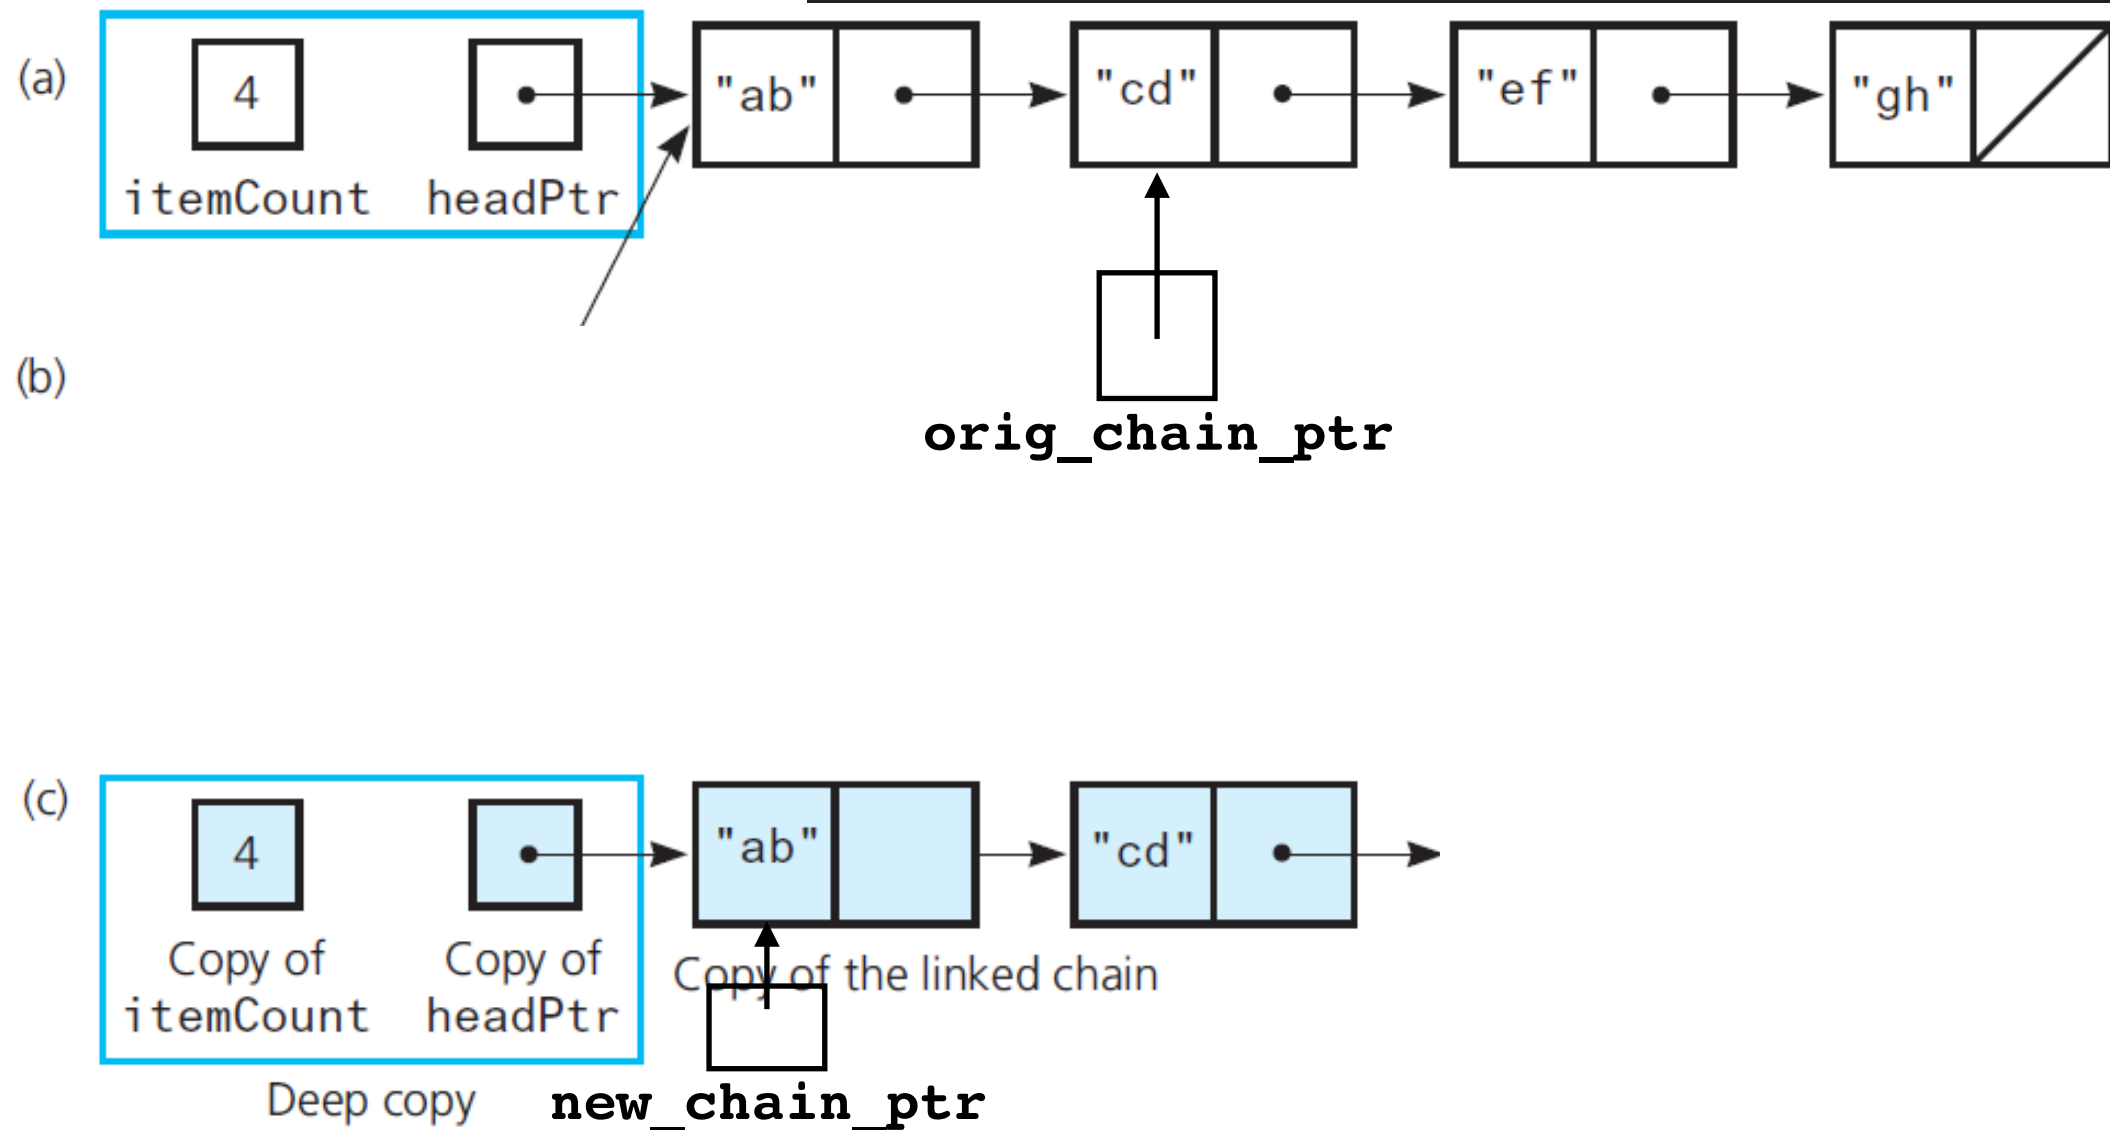 (a)
4
"ab"
"cd"
"ef"
"gh"
itemCount headPtr
(b)
orig_chain_ptr
(c)
4
"ab"
"cd"
Copy of
itemCount
Copy of
headPtr
Copy of the linked chain
Deep copy
new_chain_ptr